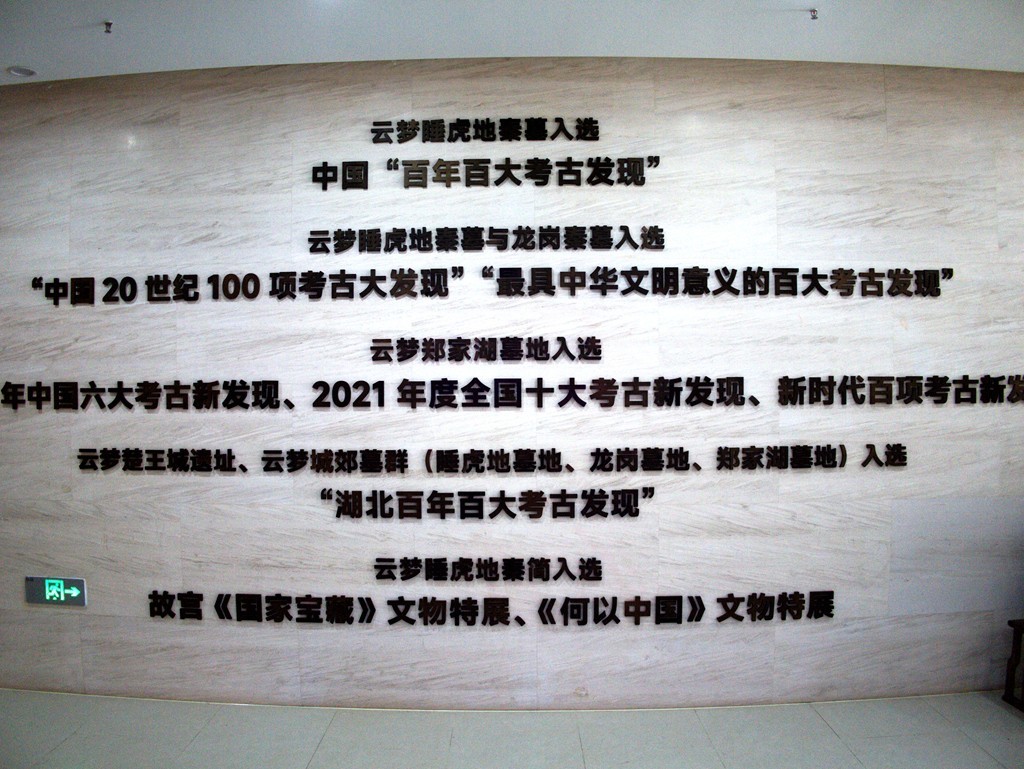 云梦睡虎地秦墓入选
中国“百年百大考古发现”
云梦睡虎地秦墓与龙岗秦墓入选
“中国20世纪100项考古大发现”“最具中华文明意义的百大考古发现”
云梦郑家湖墓地入选
年中国六大考古新发现、2021年度全国十大考古新发现、新时代百项考古新发
云梦楚王城遗址、云梦城郊墓群（睡虎地墓地、龙岗墓地、郑家湖墓地）入选
“湖北百年百大考古发现”
云梦睡虎地秦简入选
故宫《国家宝藏》文物特展、《何以中国》文物特展